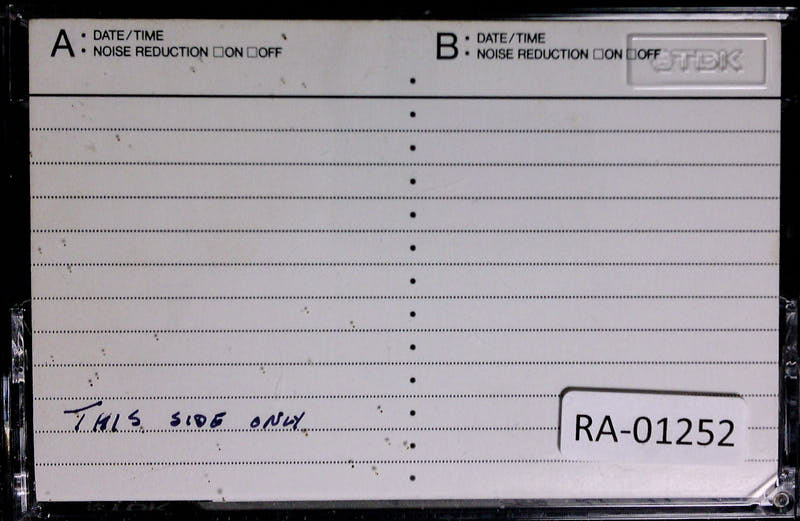 A : DATE/TIME
: NOISE REDUCTION □ON □OFF
B : DATE/TIME
: NOISE REDUCTION □ON □OFF
TDK
THIS SIDE ONLY
RA-01252